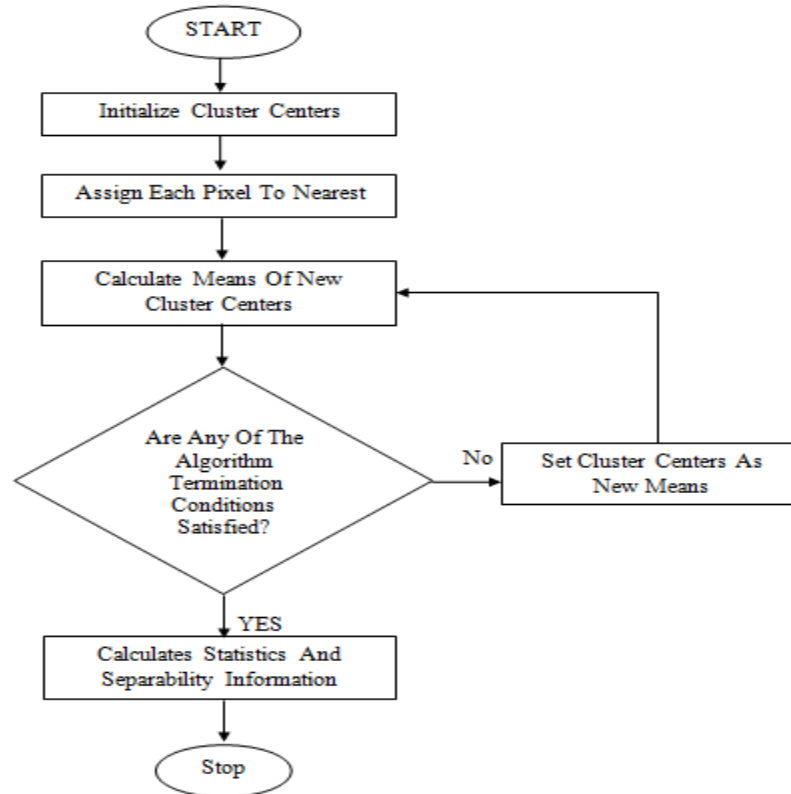 START
Initialize Cluster Centers
Assign Each Pixel To Nearest
Calculate Means Of New
Cluster Centers
Are Any Of The
Algorithm
Termination
Conditions
Satisfied?
No
Set Cluster Centers As
New Means
YES
Calculates Statistics And
Separability Information
Stop